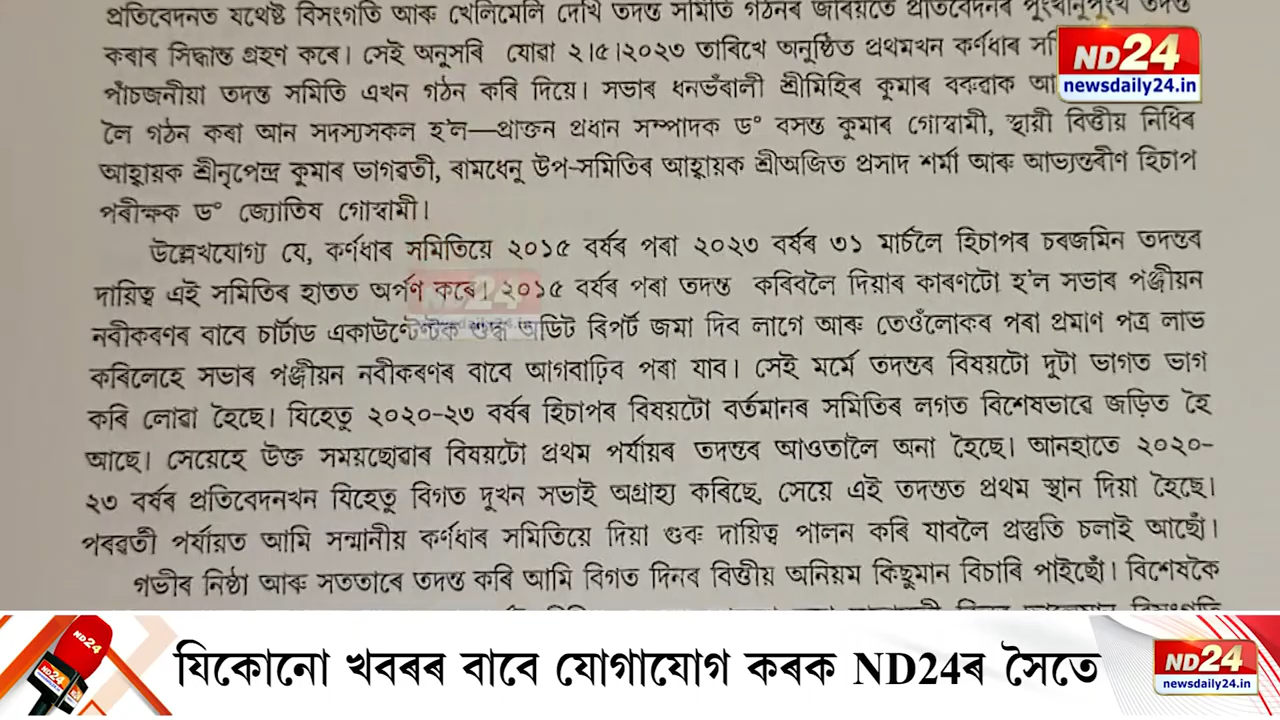 প্ৰতিবেদনত যথেষ্ট বিসংগতি আৰু খেলিমেলি দেখি তদন্ত সমিতি গঠনৰ জৰিয়তে প্ৰতিবেদনৰ পুংখানুপুংখ তদন্ত
কৰাৰ সিদ্ধান্ত গ্ৰহণ কৰে। সেই অনুসৰি যোৱা ২।৫।২০২৩ তাৰিখে অনুষ্ঠিত প্ৰথমখন কৰ্ণধাৰ
পাঁচজনীয়া তদন্ত সমিতি এখন গঠন কৰি দিয়ে। সভাৰ ধনভঁৰালী শ্ৰীমিহিৰ কুমাৰ বৰুৱাক
লৈ গঠন কৰা আন সদস্যসকল হ'ল—প্ৰাক্তন প্ৰধান সম্পাদক ড° বসন্ত কুমাৰ গোস্বামী, স্থায়ী বিত্তীয় নিধিৰ
আহ্বায়ক শ্ৰীনৃপেন্দ্ৰ কুমাৰ ভাগৱতী, ৰামধেনু উপ-সমিতিৰ আহ্বায়ক শ্ৰীঅজিত প্ৰসাদ শৰ্মা আৰু আভ্যন্তৰীণ হিচাপ
পৰীক্ষক ড° জ্যোতিষ গোস্বামী।
উল্লেখযোগ্য যে, কৰ্ণধাৰ সমিতিয়ে ২০১৫ বৰ্ষৰ পৰা ২০২৩ বৰ্ষৰ ৩১ মাৰ্চলৈ হিচাপৰ চৰজমিন তদন্তৰ
দায়িত্ব এই সমিতিৰ হাতত অৰ্পণ কৰে। ২০১৫ বৰ্ষৰ পৰা তদন্ত কৰিবলৈ দিয়াৰ কাৰণটো হ'ল সভাৰ পঞ্জীয়ন
নবীকৰণৰ বাবে চাৰ্টাড একাউণ্টেন্টক শুদ্ধ অডিট ৰিপৰ্ট জমা দিব লাগে আৰু তেওঁলোকৰ পৰা প্ৰমাণ পত্ৰ লাভ
কৰিলেহে সভাৰ পঞ্জীয়ন নবীকৰণৰ বাবে আগবাঢ়িব পৰা যাব। সেই মৰ্মে তদন্তৰ বিষয়টো দুটা ভাগত ভাগ
কৰি লোৱা হৈছে। যিহেতু ২০২০-২৩ বৰ্ষৰ হিচাপৰ বিষয়টো বৰ্তমানৰ সমিতিৰ লগত বিশেষভাৱে জড়িত হৈ
আছে। সেয়েহে উক্ত সময়ছোৱাৰ বিষয়টো প্ৰথম পৰ্যায়ৰ তদন্তৰ আওতালৈ অনা হৈছে। আনহাতে ২০২০-
২৩ বৰ্ষৰ প্ৰতিবেদনখন যিহেতু বিগত দুখন সভাই অগ্ৰাহ্য কৰিছে, সেয়ে এই তদন্তত প্ৰথম স্থান দিয়া হৈছে।
পৰৱৰ্তী পৰ্যায়ত আমি সন্মানীয় কৰ্ণধাৰ সমিতিয়ে দিয়া গুৰু দায়িত্ব পালন কৰি যাবলৈ প্ৰস্তুতি চলাই আছোঁ।
গভীৰ নিষ্ঠা আৰু সততাৰে তদন্ত কৰি আমি বিগত দিনৰ বিত্তীয় অনিয়ম কিছুমান বিচাৰি পাইছোঁ। বিশেষকৈ
ND24
newsdaily24.in
ND24
ND24
যিকোনো খবৰৰ বাবে যোগাযোগ কৰক ND24ৰ সৈতে
ND24
newsdaily24.in